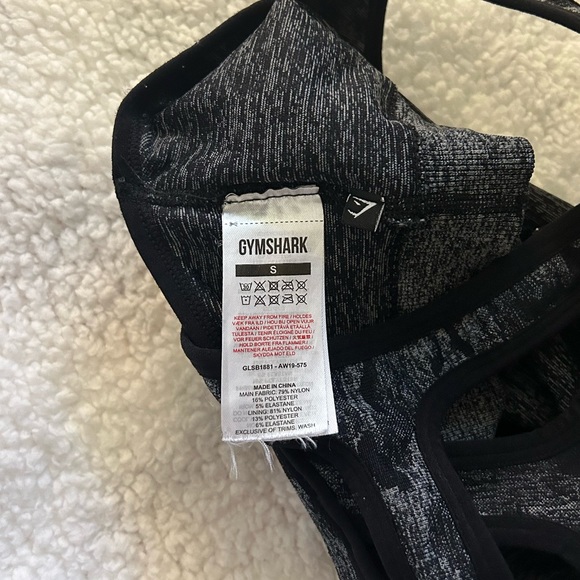 GYMSHARK
S
KEEP AWAY FROM FIRE / HOLDES
VÆK FRA ILD / HOU BIJ OPEN VUUR
VANDAAN / PIDETTÄVÄ ETÄÄLLÄ
TULESTA / TENIR ÉLOIGNÉ DU FEU /
VOR FEUER SCHÜTZEN /
HOLD BORTE FRA FLAMMER /
MANTENER ALEJADO DEL FUEGO /
SKYDDA MOT ELD
GLSB1881 - AW19-575
MADE IN CHINA
MAIN FABRIC: 79% NYLON
16% POLYESTER
5% ELASTANE
LINING: 81% NYLON
13% POLYESTER
6% ELASTANE
EXCLUSIVE OF TRIMS. WASH